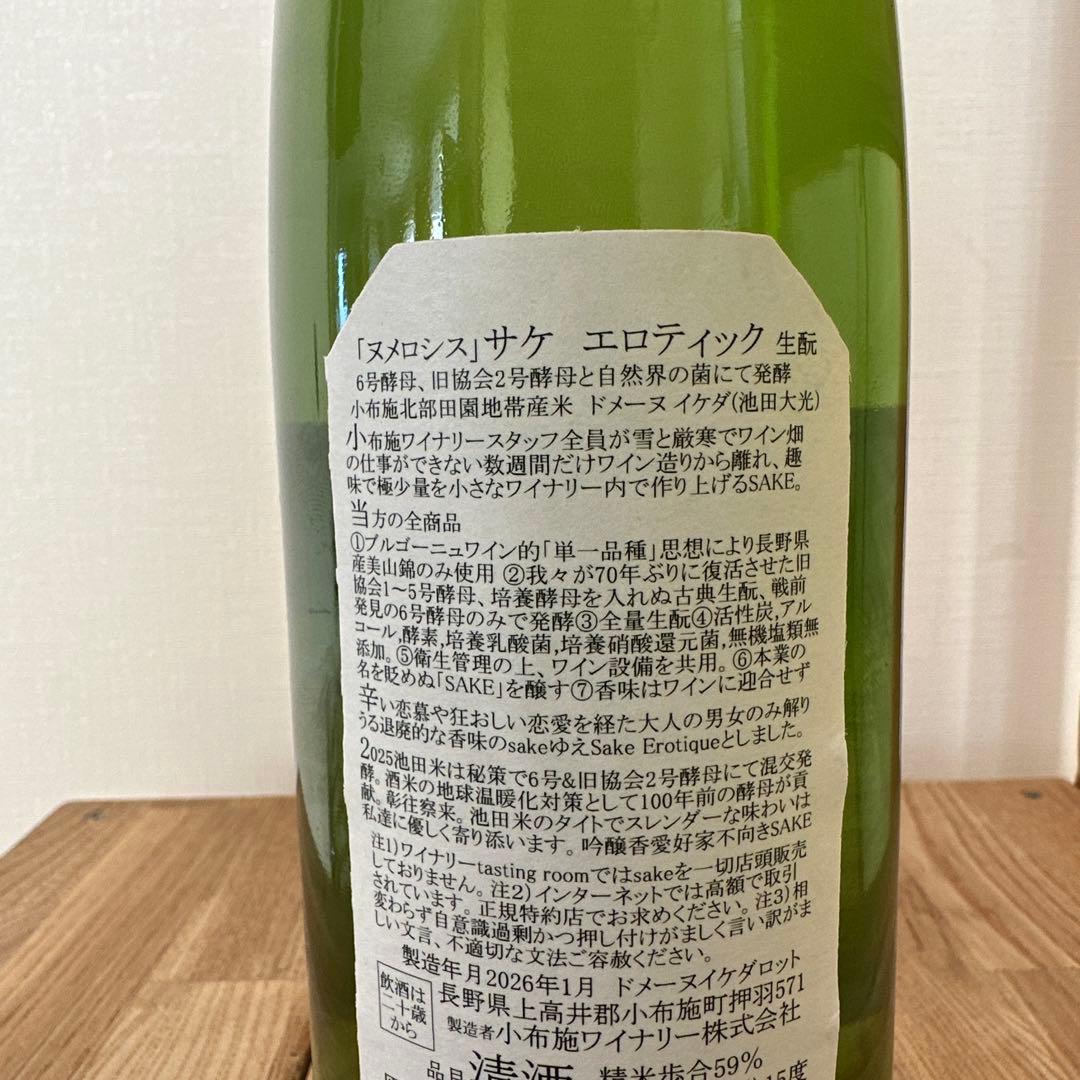 「ヌメロシス」サケ エロティック 生酛
6号酵母、旧協会2号酵母と自然界の菌にて発酵
小布施北部田園地帯産米 ドメーヌ イケダ(池田大光)
小布施ワイナリースタッフ全員が雪と厳寒でワイン畑
の仕事ができない数週間だけワイン造りから離れ、趣
味で極少量を小さなワイナリー内で作り上げるSAKE。
当方の全商品
①ブルゴーニュワイン的「単一品種」思想により長野県
産美山錦のみ使用 ②我々が70年ぶりに復活させた旧
協会1～5号酵母、培養酵母を入れぬ古典生酛、戦前
発見の6号酵母のみで発酵③全量生酛④活性炭,アル
コール,酵素,培養乳酸菌,培養硝酸還元菌,無機塩類無
添加。⑤衛生管理の上、ワイン設備を共用。⑥本業の
名を貶めぬ「SAKE」を醸す⑦香味はワインに迎合せず
辛い恋慕や狂おしい恋愛を経た大人の男女のみ解り
うる退廃的な香味のsakeゆえSake Erotiqueとしました。
2025池田米は秘策で6号&旧協会2号酵母にて混交発
酵。酒米の地球温暖化対策として100年前の酵母が貢
献。彰往察来。池田米のタイトでスレンダーな味わいは
私達に優しく寄り添います。吟醸香愛好家不向きSAKE
注1)ワイナリーtasting roomではsakeを一切店頭販売
しておりません。注2)インターネットでは高額で取引
されています。正規特約店でお求めください。注3)相
変わらず自意識過剰かつ押し付けがましく言い訳がま
しい文言、不適切な文法ご容赦ください。
製造年月2026年1月 ドメーヌイケダロット
飲酒は
二十歳
から
長野県上高井郡小布施町押羽571
製造者 小布施ワイナリー株式会社
品目 清酒 精米歩合59%
15度